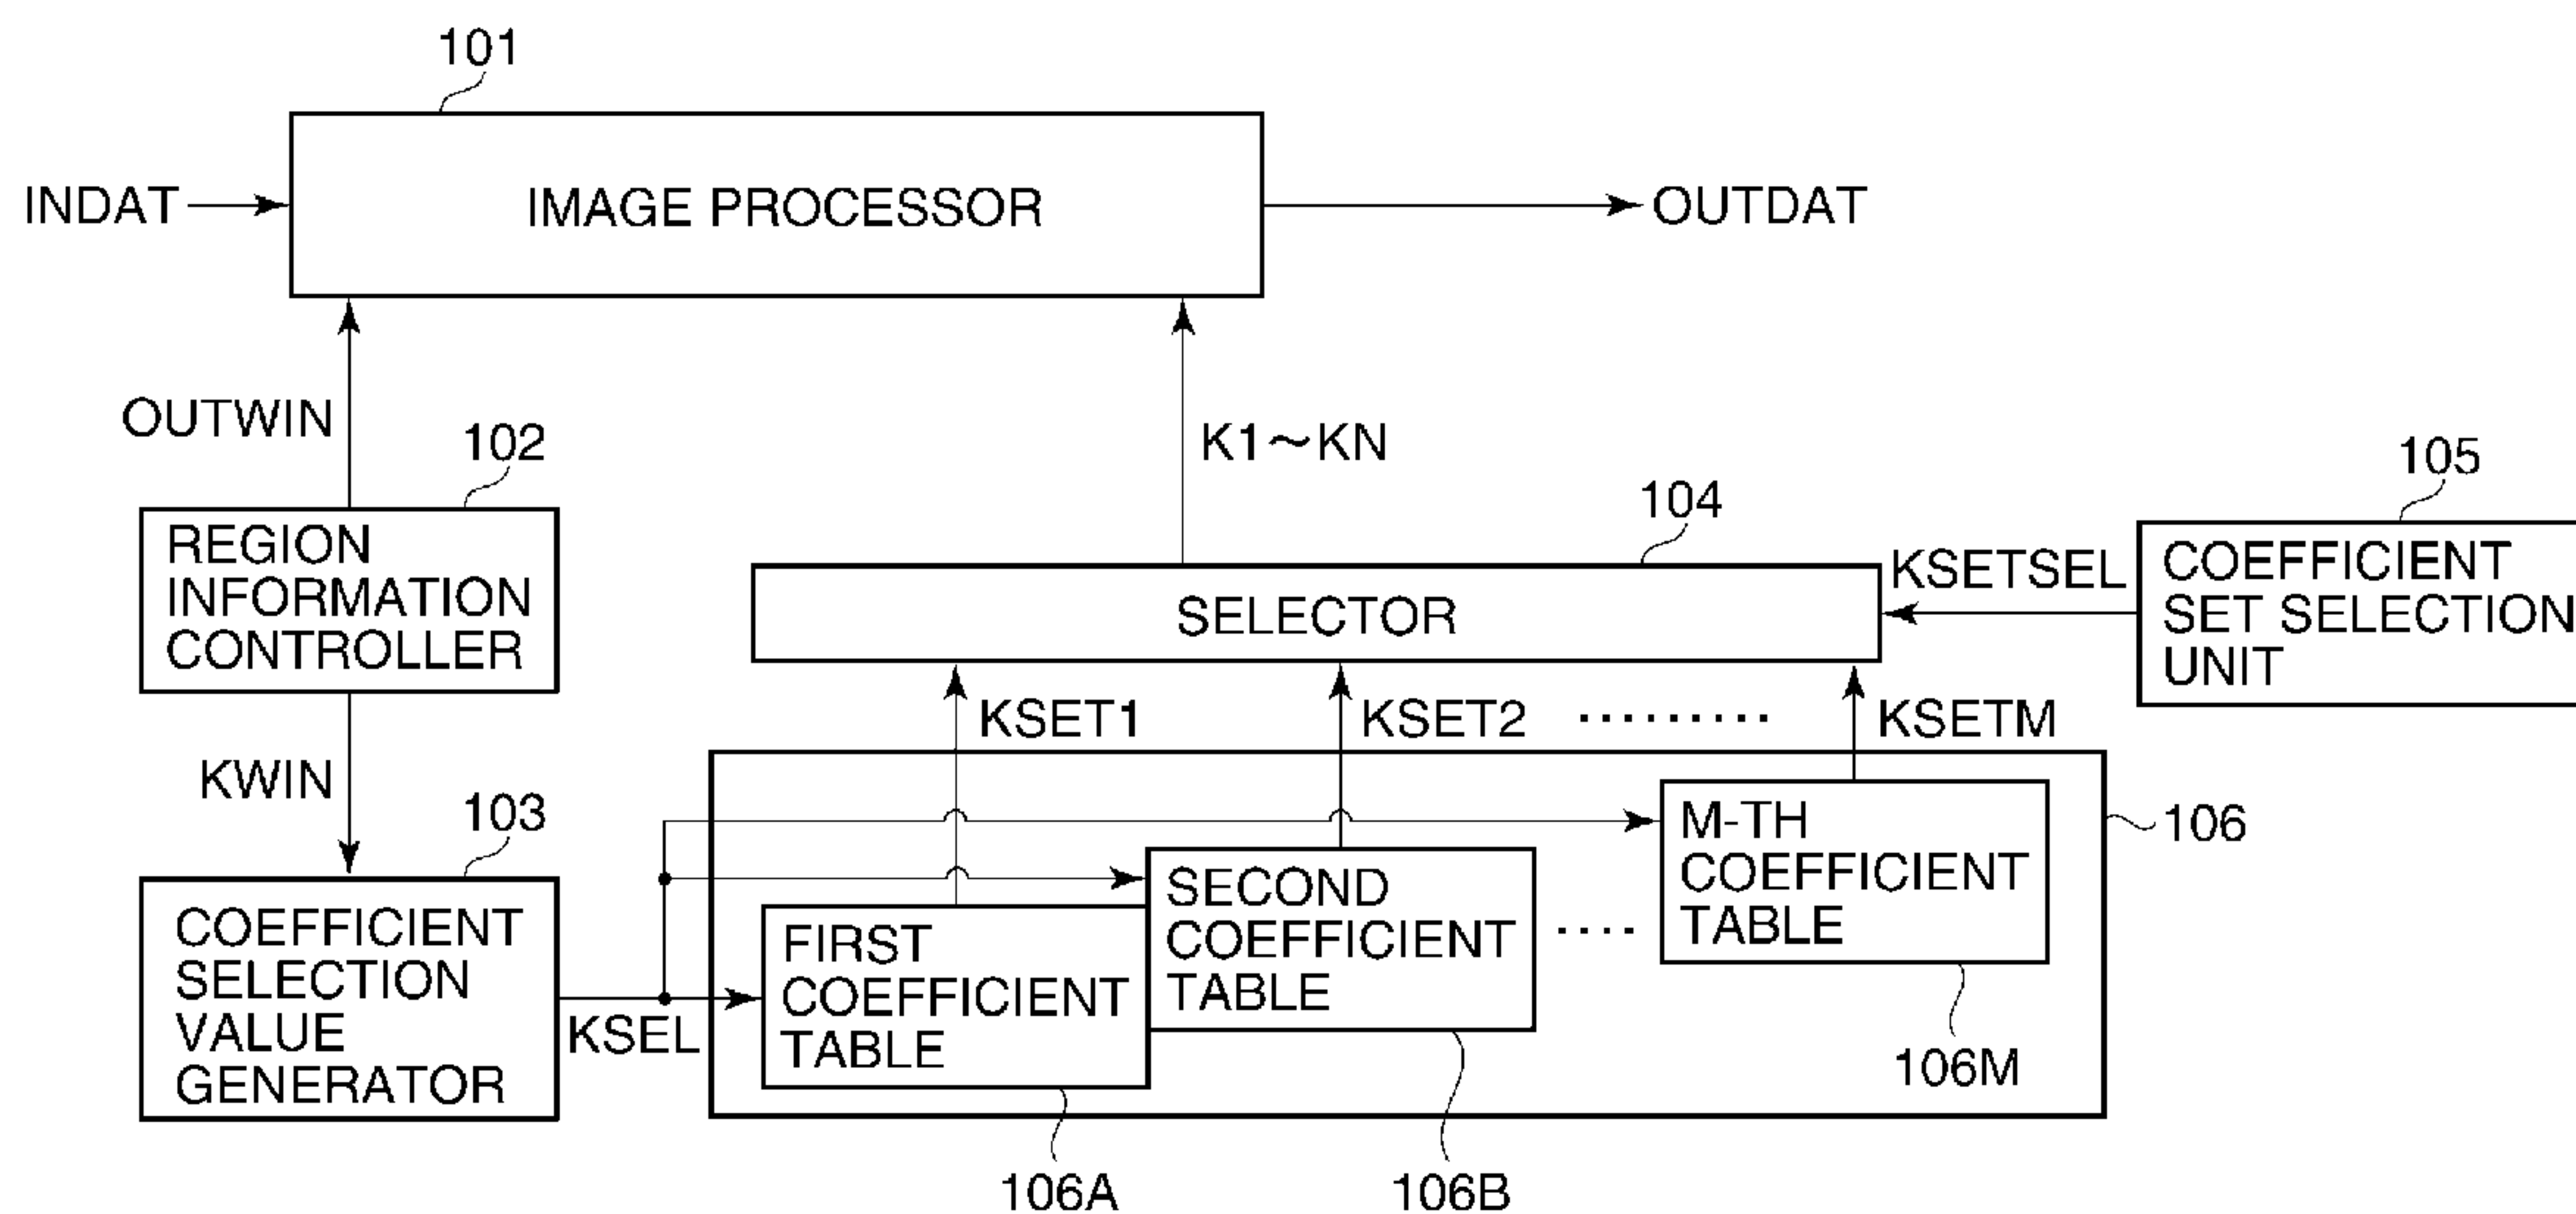 101
INDAT
IMAGE PROCESSOR
OUTDAT
OUTWIN
102
K1~KN
105
104
REGION
INFORMATION
CONTROLLER
SELECTOR
KSETSEL
COEFFICIENT
SET SELECTION
UNIT
KSET1
KSET2
.........
KSETM
KWIN
103
106
COEFFICIENT
SELECTION
VALUE
GENERATOR
KSEL
FIRST
COEFFICIENT
TABLE
SECOND
COEFFICIENT
TABLE
....
M-TH
COEFFICIENT
TABLE
106M
106A
106B